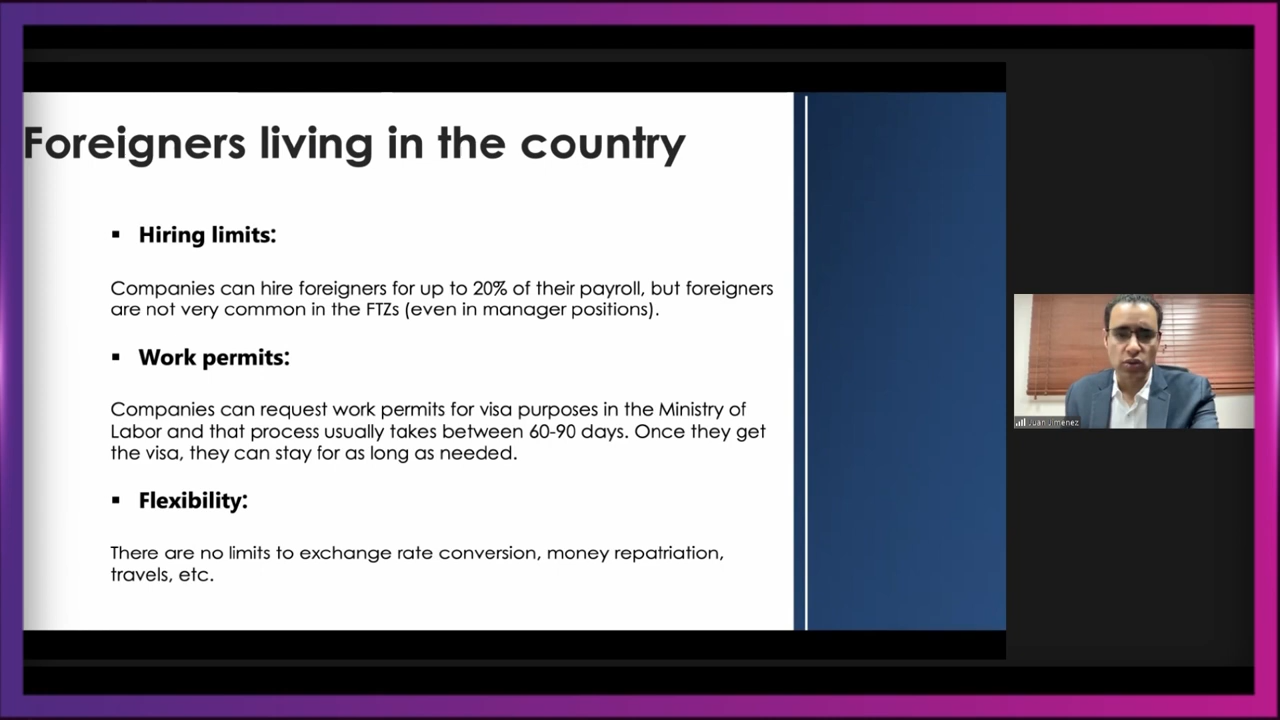 Foreigners living in the country
▪ Hiring limits:
Companies can hire foreigners for up to 20% of their payroll, but foreigners
are not very common in the FTZs (even in manager positions).
▪ Work permits:
Companies can request work permits for visa purposes in the Ministry of
Labor and that process usually takes between 60-90 days. Once they get
the visa, they can stay for as long as needed.
▪ Flexibility:
There are no limits to exchange rate conversion, money repatriation,
travels, etc.
Juan Jimenez